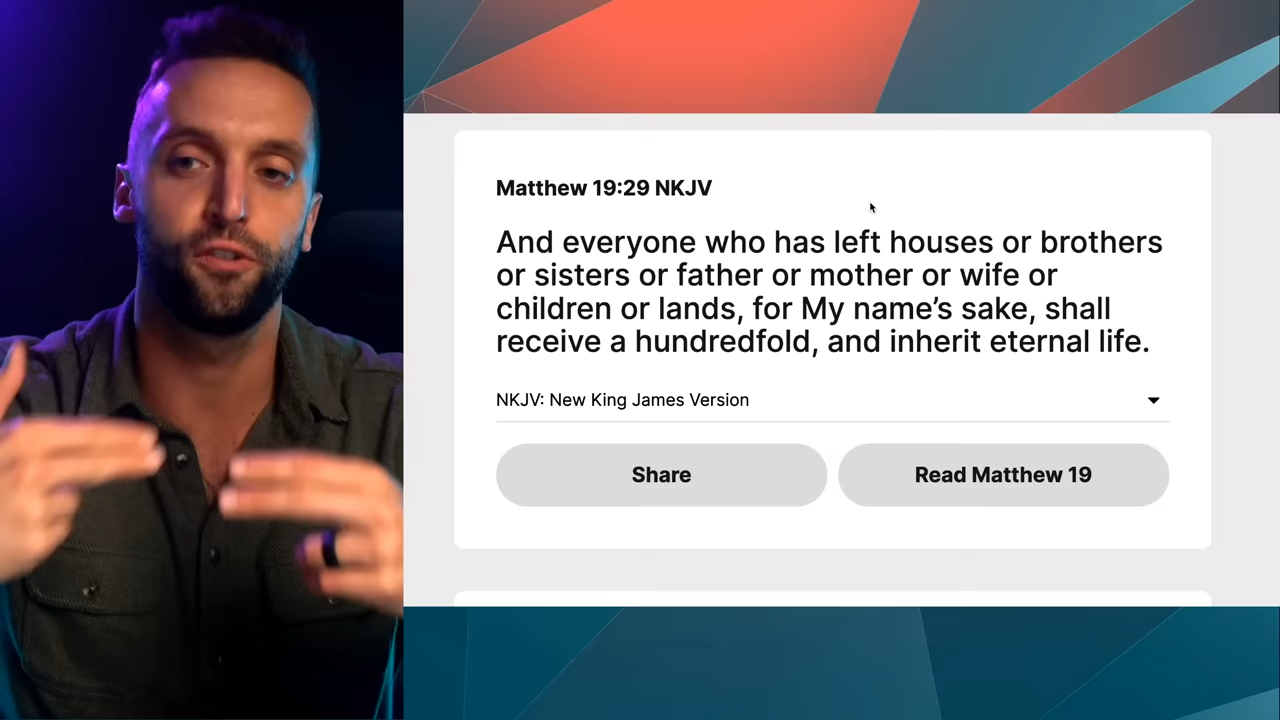 Matthew 19:29 NKJV
And everyone who has left houses or brothers
or sisters or father or mother or wife or
children or lands, for My name’s sake, shall
receive a hundredfold, and inherit eternal life.
NKJV: New King James Version
Share
Read Matthew 19